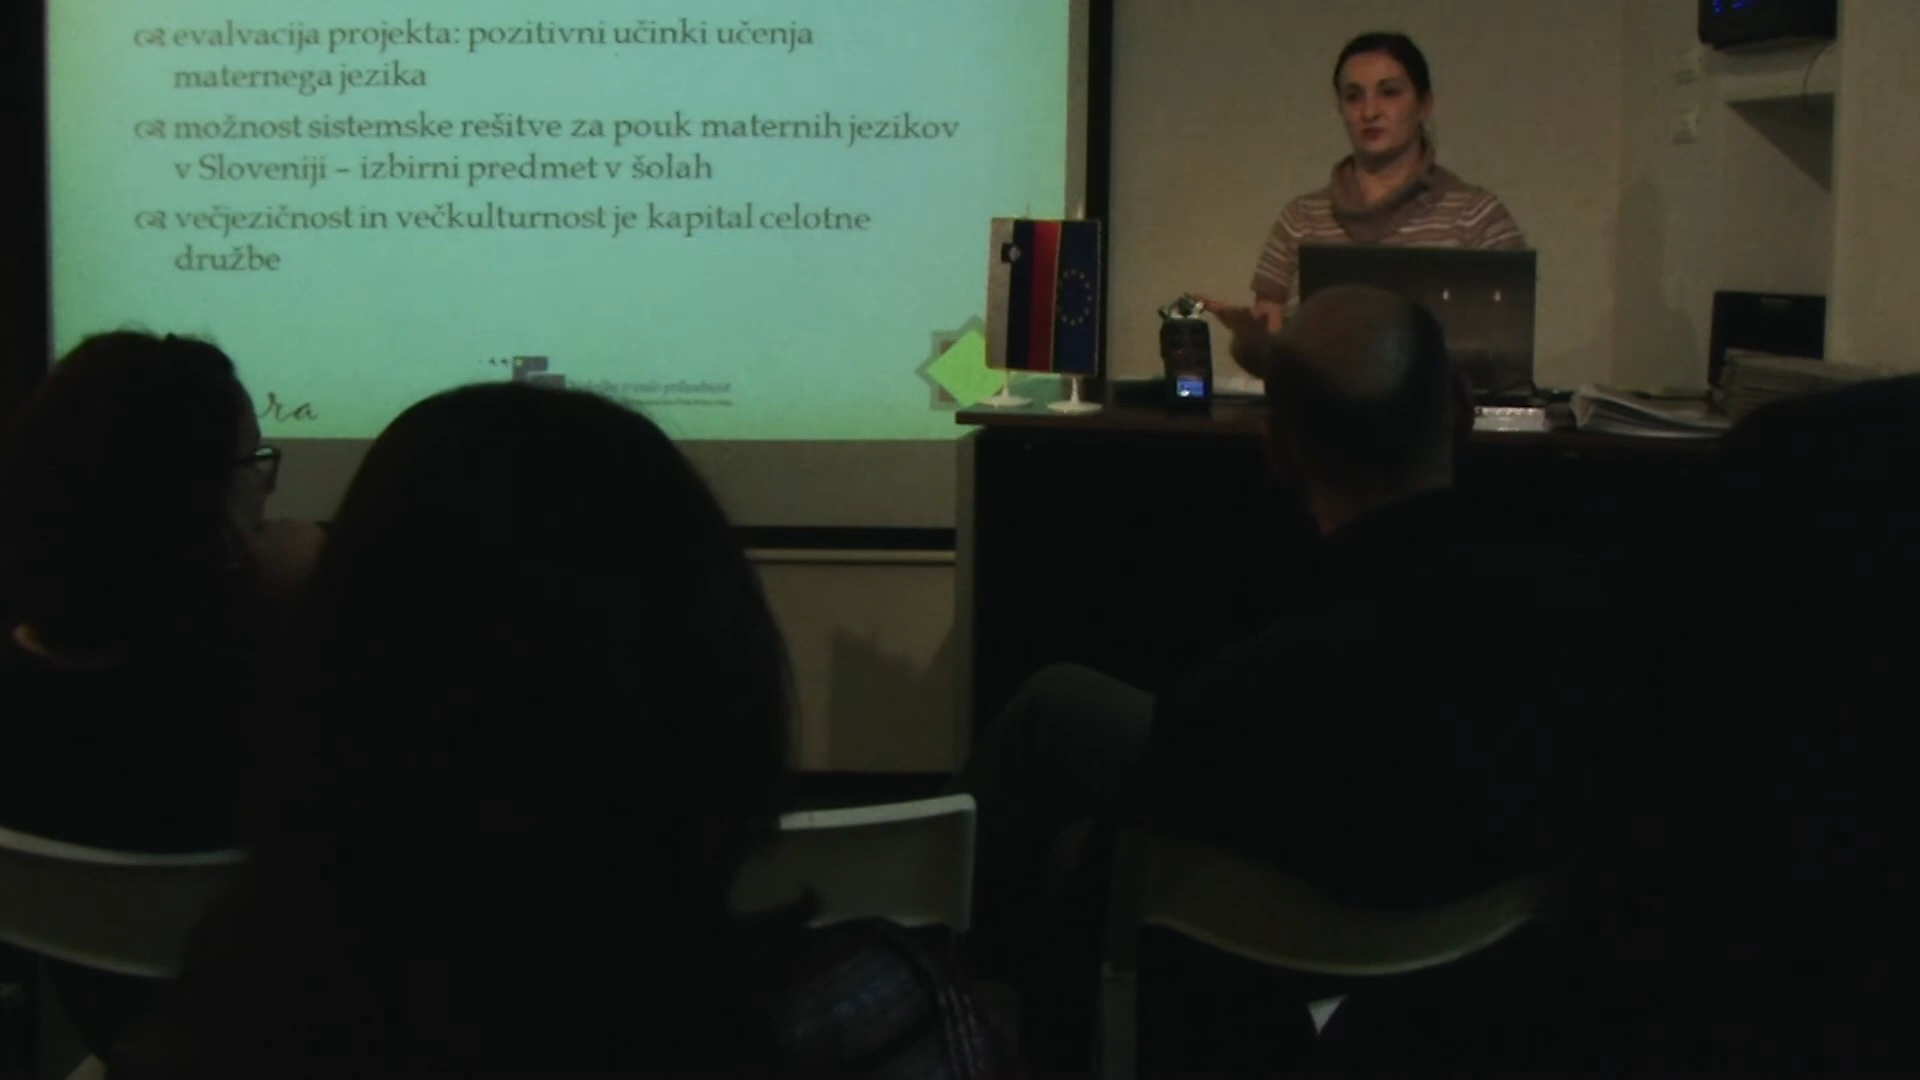 evalvacija projekta: pozitivni učinki učenja
maternega jezika
možnost sistemske rešitve za pouk maternih jezikov
v Sloveniji – izbirni predmet v šolah
večjezičnost in večkulturnost je kapital celotne
družbe
ra